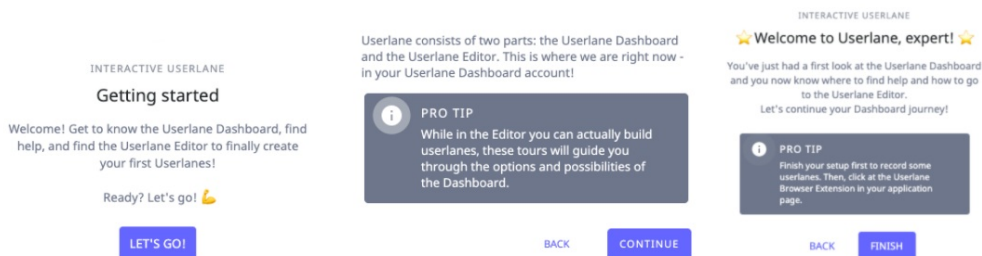 INTERACTIVE USERLANE
Getting started
Welcome! Get to know the Userlane Dashboard, find
help, and find the Userlane Editor to finally create
your first Userlanes!
Ready? Let's go! 💪
LET'S GO!
Userlane consists of two parts: the Userlane Dashboard
and the Userlane Editor. This is where we are right now -
in your Userlane Dashboard account!
PRO TIP
While in the Editor you can actually build
userlanes, these tours will guide you
through the options and possibilities of
the Dashboard.
BACK
CONTINUE
INTERACTIVE USERLANE
⭐Welcome to Userlane, expert! ⭐
You've just had a first look at the Userlane Dashboard
and you now know where to find help and how to go
to the Userlane Editor.
Let's continue your Dashboard journey!
PRO TIP
Finish your setup first to record some
userlanes. Then, click at the Userlane
Browser Extension in your application
page.
BACK
FINISH